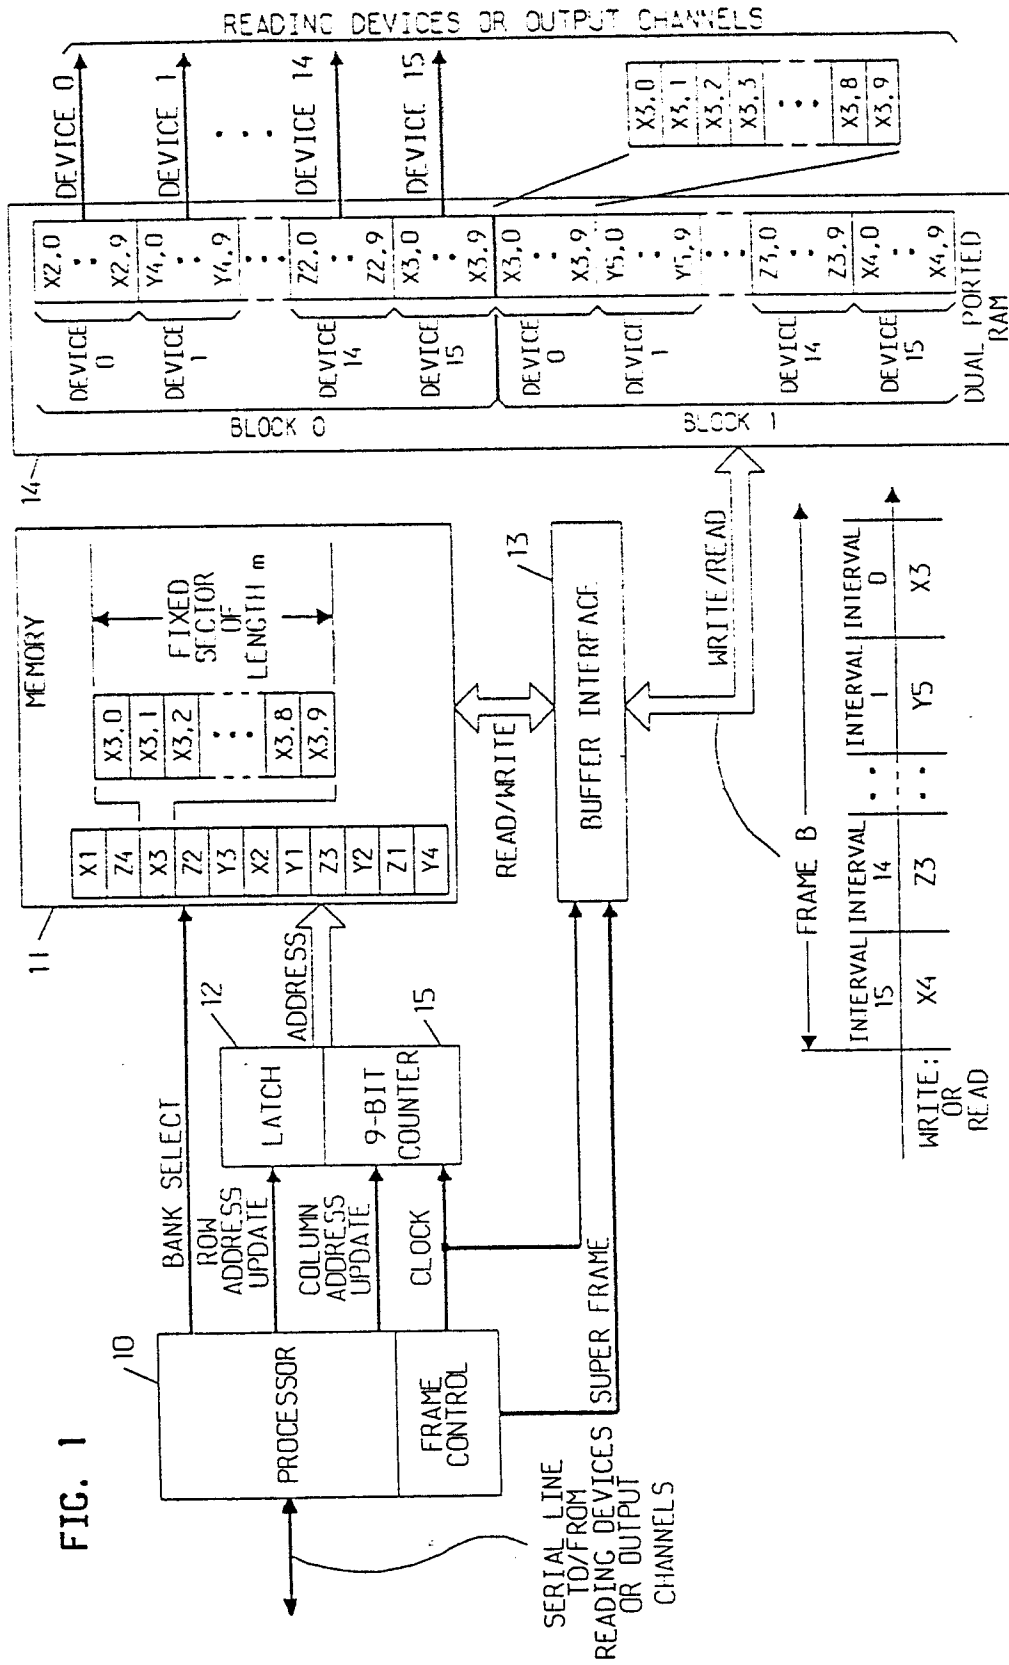 FIG. 1
10
PROCESSOR
FRAME
CONTROL
SERIAL LINE
TO/FROM
READING DEVICES
OR OUTPUT
CHANNELS
BANK SELECT
ROW
ADDRESS
UPDATE
COLUMN
ADDRESS
UPDATE
CLOCK
SUPER FRAME
12
LATCH
9-BIT
COUNTER
15
ADDRESS
11
MEMORY
X1
Z4
X3
Z2
Y3
X2
Y1
Z3
Y2
Z1
Y4
X3,0
X3,1
X3,2
X3,8
X3,9
FIXED
SECTOR
OF
LENGTH m
READ/WRITE
13
BUFFER INTERFACE
WRITE/READ
14
BLOCK 0
BLOCK 1
DEVICE
0
DEVICE
1
DEVICE
14
DEVICE
15
DEVICE
0
DEVICE
1
DEVICE
14
DEVICE
15
DUAL PORTED
RAM
X2,0
X2,9
Y4,0
Y4,9
Z2,0
Z2,9
X3,0
X3,9
X3,0
X3,9
Y5,0
Y5,9
Z3,0
Z3,9
X4,0
X4,9
DEVICE 0
DEVICE 1
DEVICE 14
DEVICE 15
READING DEVICES OR OUTPUT CHANNELS
X3,0
X3,1
X3,2
X3,3
X3,8
X3,9
FRAME B
INTERVAL
15
INTERVAL
14
INTERVAL
1
INTERVAL
0
WRITE:
OR
READ
X4
Z3
Y5
X3